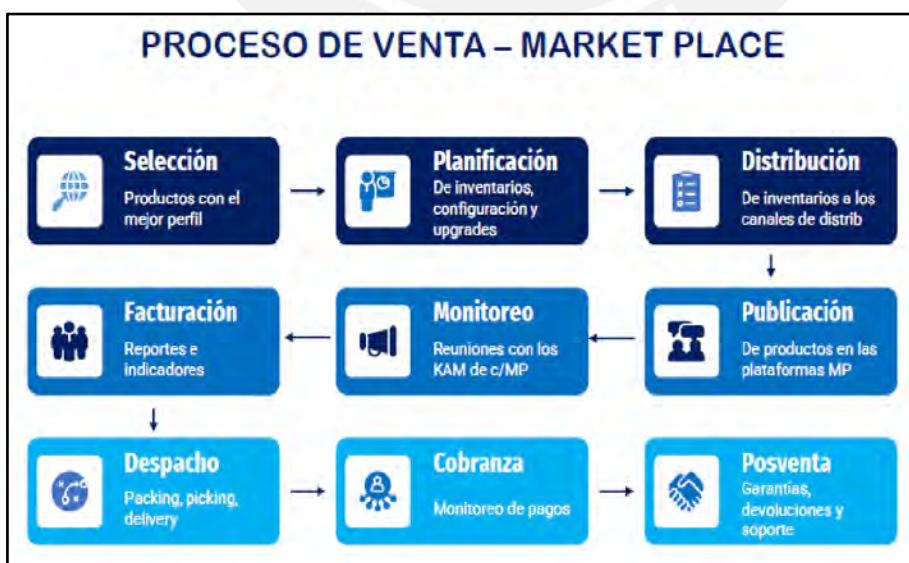 PROCESO DE VENTA – MARKET PLACE
Selección
Productos con el
mejor perfil
Planificación
De inventarios,
configuración y
upgrades
Distribución
De inventarios a los
canales de distrib
Facturación
Reportes e
indicadores
Monitoreo
Reuniones con los
KAM de c/MP
Publicación
De productos en las
plataformas MP
Despacho
Packing, picking,
delivery
Cobranza
Monitoreo de pagos
Posventa
Garantías,
devoluciones y
soporte